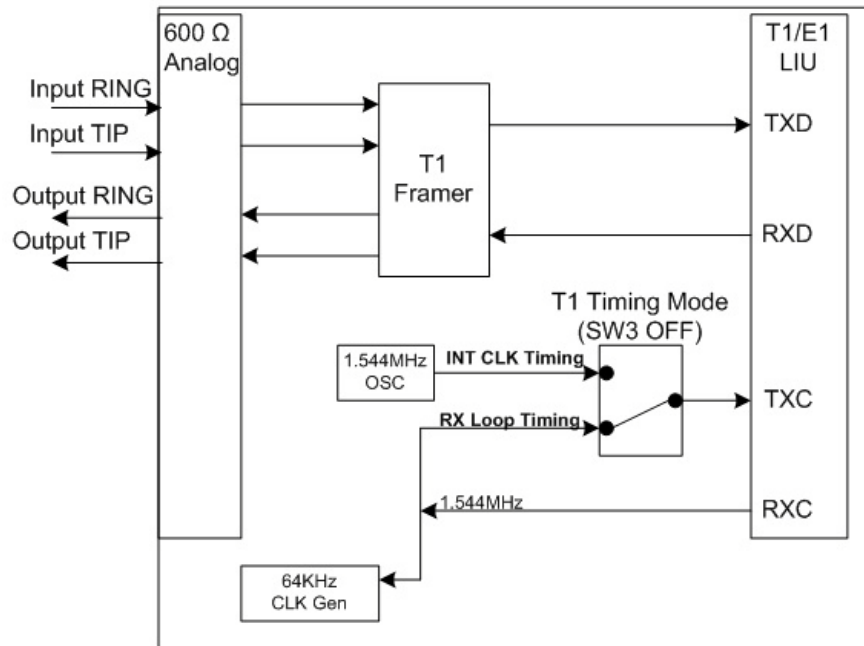 600 Ω
Analog
T1/E1
LIU
Input RING
Input TIP
Output RING
Output TIP
T1
Framer
TXD
RXD
T1 Timing Mode
(SW3 OFF)
1.544MHz
OSC
INT CLK Timing
RX Loop Timing
TXC
1.544MHz
RXC
64KHz
CLK Gen